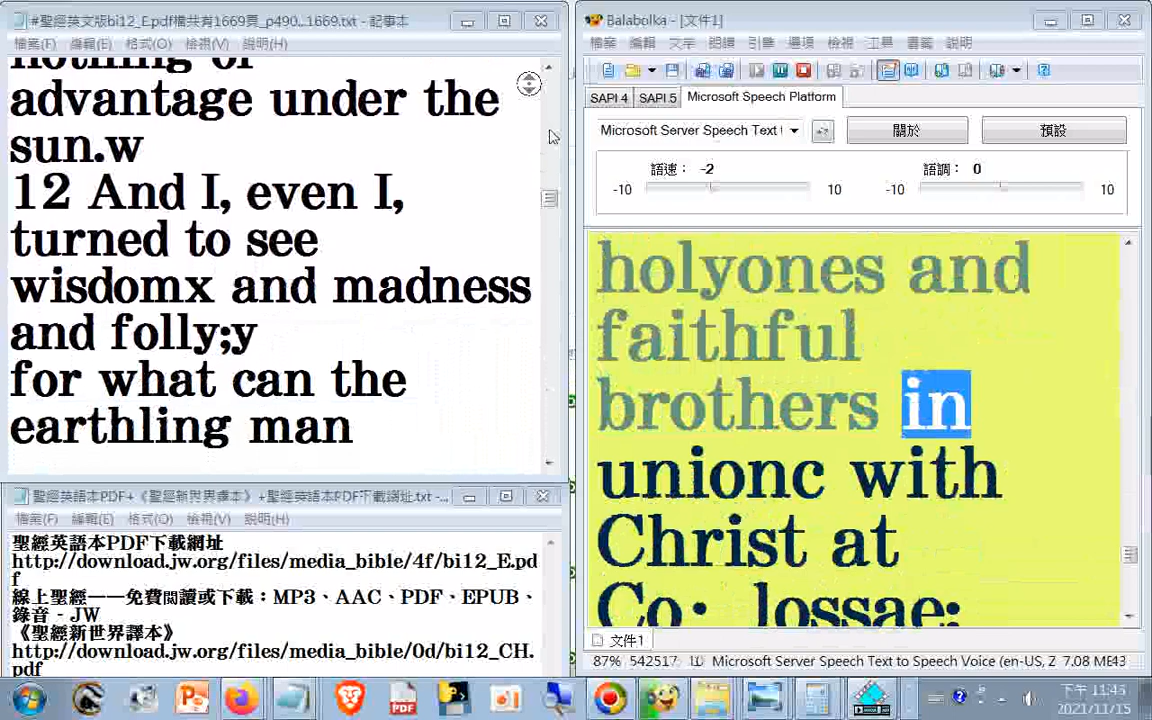 #聖經英文版bi12_E.pdf檔共有1669頁_p490...1669.txt - 記事本
檔案(F) 編輯(E) 格式(O) 檢視(V) 說明(H)
nothing of
advantage under the
sun.w
12 And I, even I,
turned to see
wisdomx and madness
and folly;y
for what can the
earthling man
聖經英語本PDF+《聖經新世界譯本》+聖經英語本PDF下載網址.txt - ...
檔案(F) 編輯(E) 格式(O) 檢視(V) 說明(H)
聖經英語本PDF下載網址
http://download.jw.org/files/media_bible/4f/bi12_E.pd
f
線上聖經——免費閱讀或下載：MP3、AAC、PDF、EPUB、
錄音 - JW
《聖經新世界譯本》
http://download.jw.org/files/media_bible/0d/bi12_CH.
pdf
Balabolka - [文件1]
檔案 編輯 文字 朗讀 引擎 選項 檢視 工具 書籤 說明
SAPI 4 SAPI 5 Microsoft Speech Platform
Microsoft Server Speech Text
關於 預設
語速： -2 語調： 0
-10 10 -10 10
holyones and
faithful
brothers in
unionc with
Christ at
Co·lossae:
文件1
87% 542517 Microsoft Server Speech Text to Speech Voice (en-US, Z 7.08 ME43
PDF
下午 11:45
2021/11/15